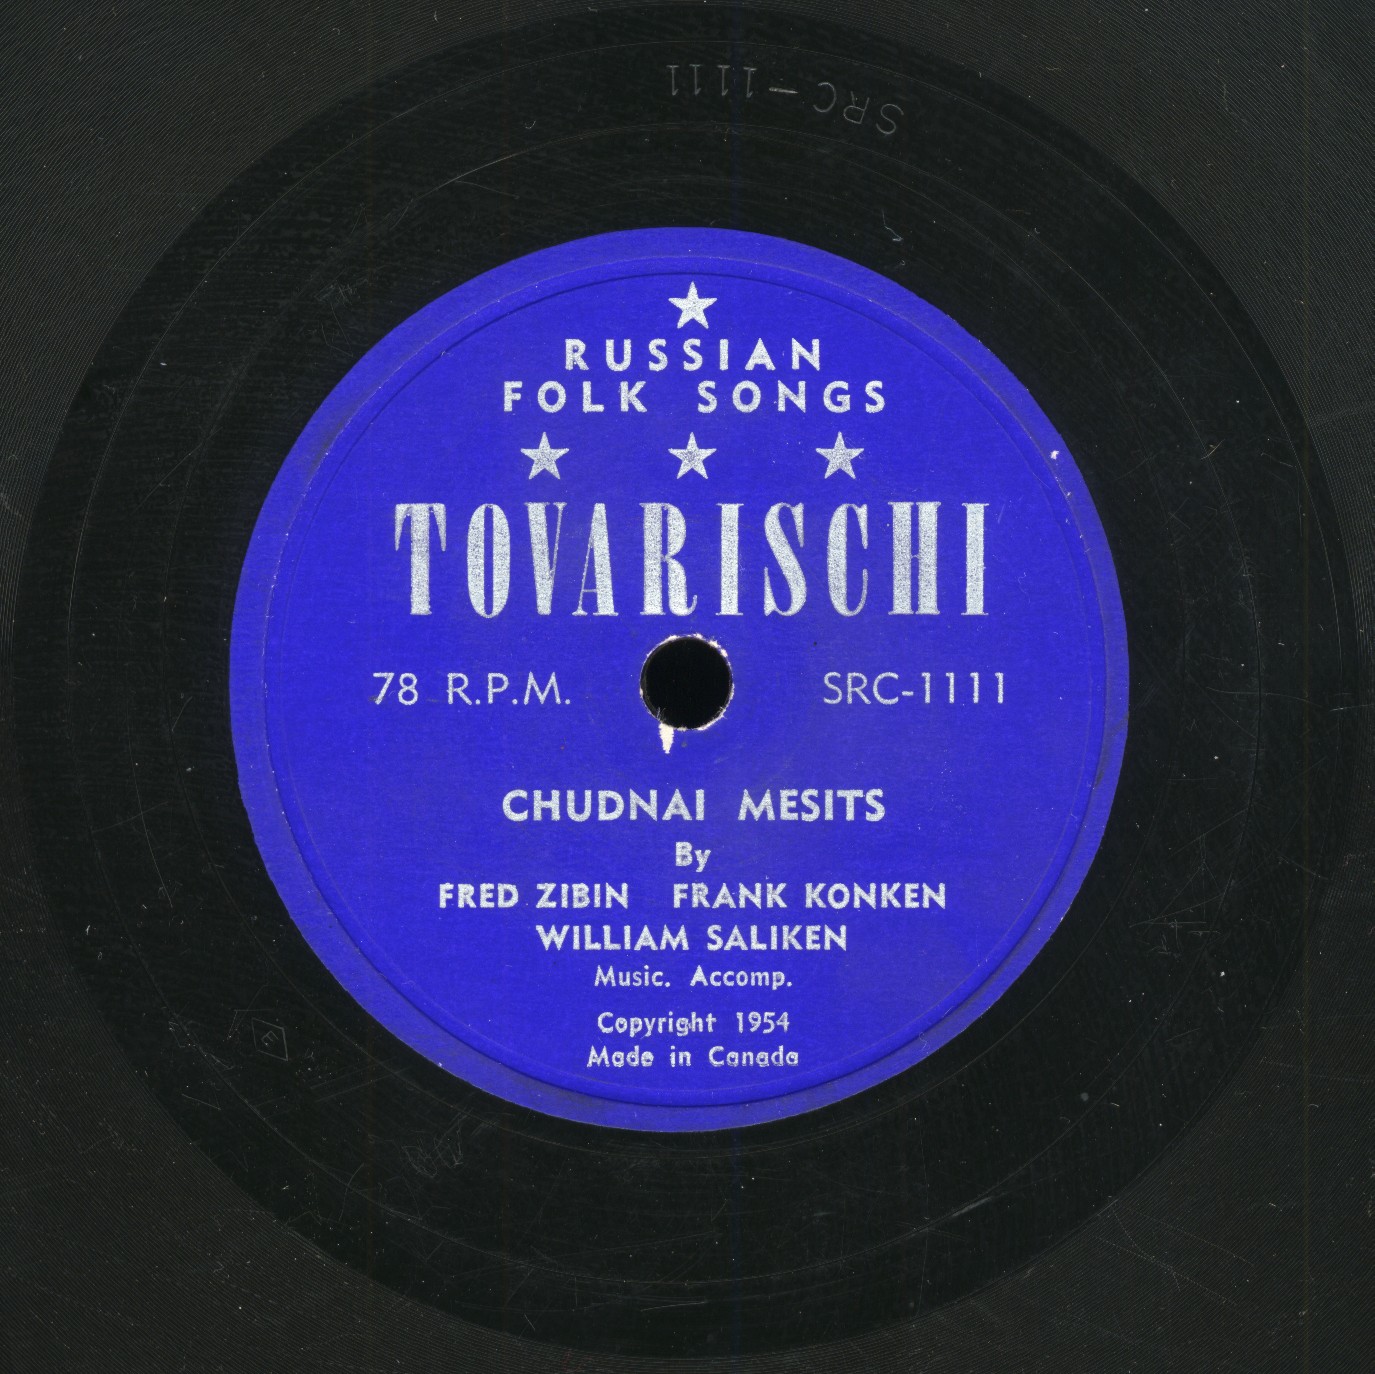 SRC-1111
RUSSIAN
FOLK SONGS
TOVARISCHI
78 R.P.M. SRC-1111
CHUDNAI MESITS
By
FRED ZIBIN FRANK KONKEN
WILLIAM SALIKEN
Music. Accomp.
Copyright 1954
Made in Canada
E